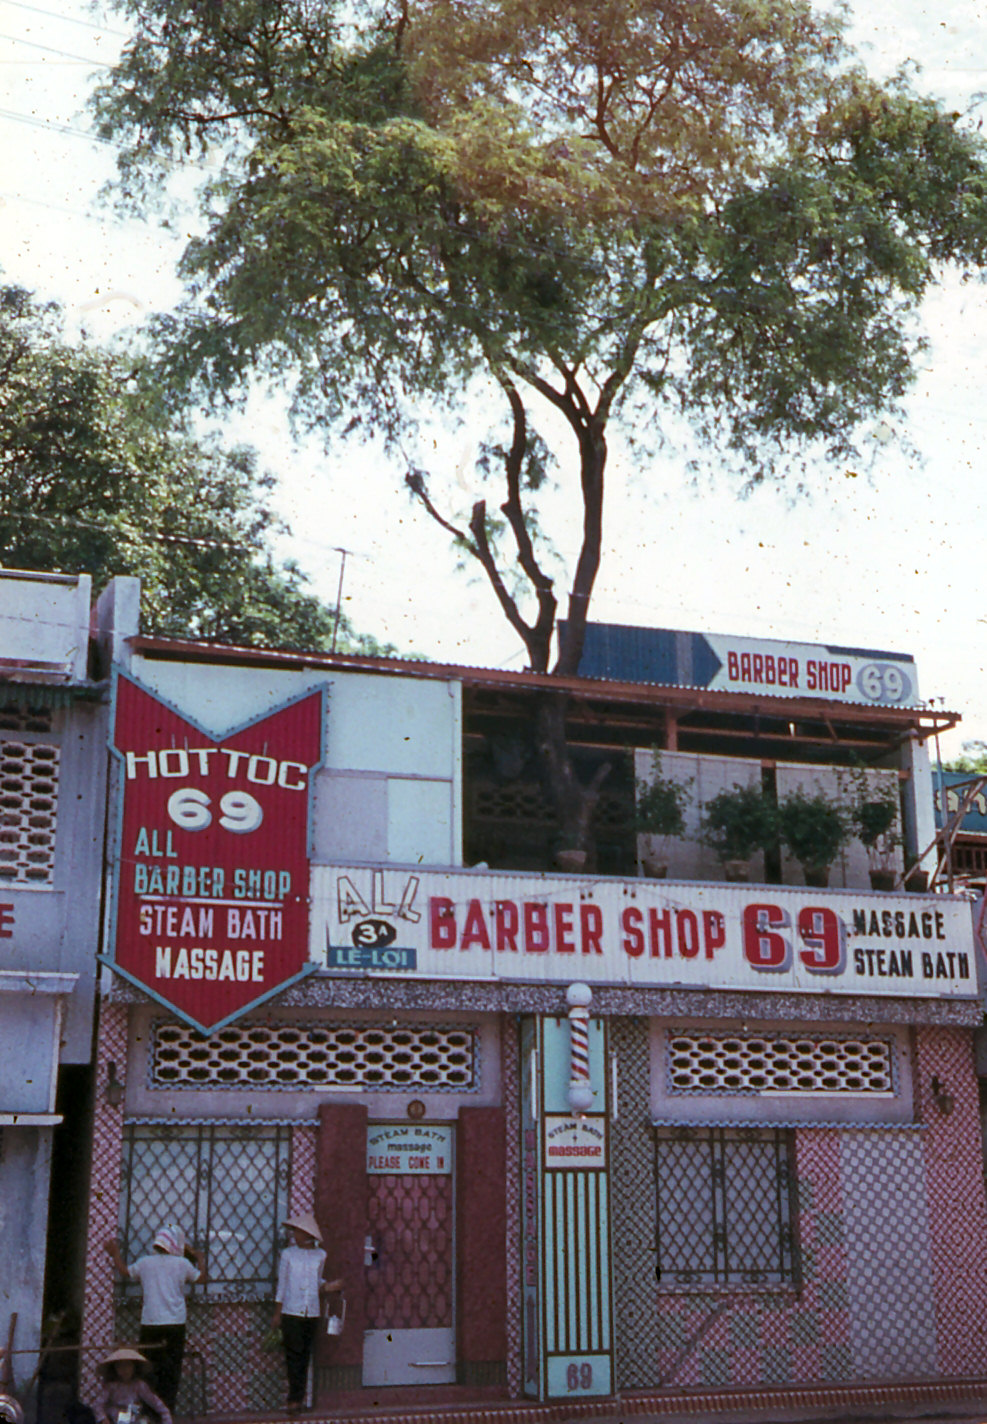 BARBER SHOP 69
HOTTOC
69
ALL
BARBER SHOP
STEAM BATH
MASSAGE
ALL
3A
LE-LOI
BARBER SHOP 69
MASSAGE
STEAM BATH
STEAM BATH
massage
PLEASE COME IN
STEAM BATH
massage
69
E